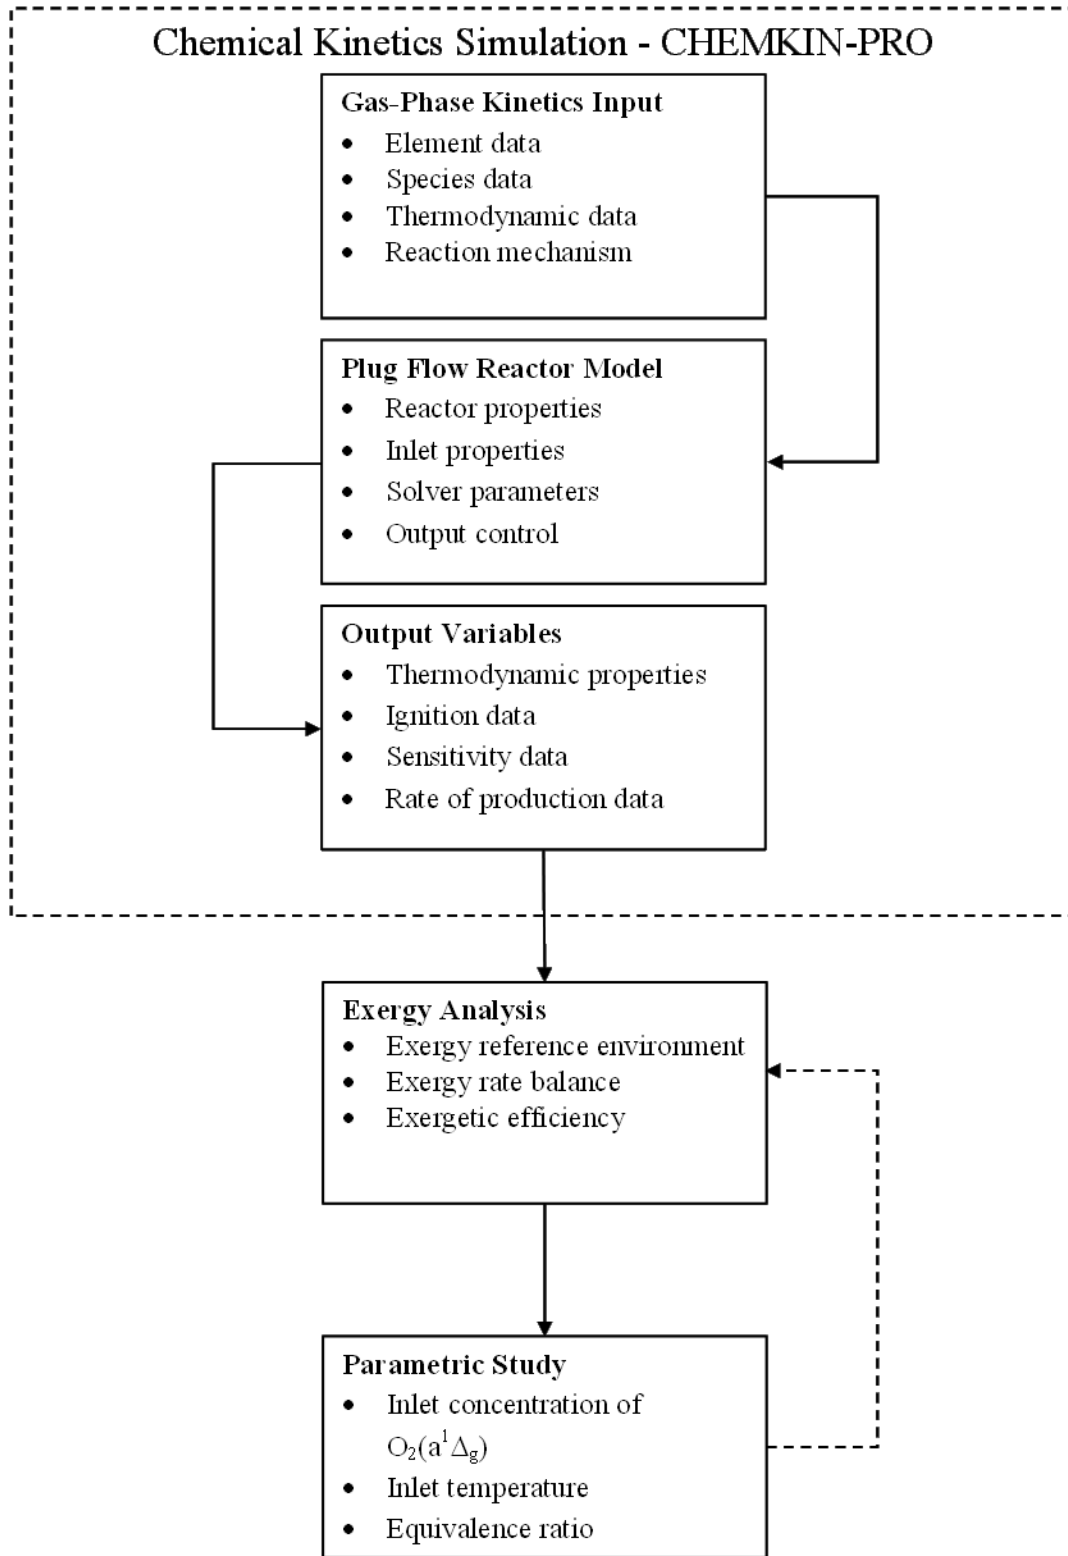 Chemical Kinetics Simulation - CHEMKIN-PRO
Gas-Phase Kinetics Input
• Element data
• Species data
• Thermodynamic data
• Reaction mechanism
Plug Flow Reactor Model
• Reactor properties
• Inlet properties
• Solver parameters
• Output control
Output Variables
• Thermodynamic properties
• Ignition data
• Sensitivity data
• Rate of production data
Exergy Analysis
• Exergy reference environment
• Exergy rate balance
• Exergetic efficiency
Parametric Study
• Inlet concentration of
O₂(a¹Δg)
• Inlet temperature
• Equivalence ratio